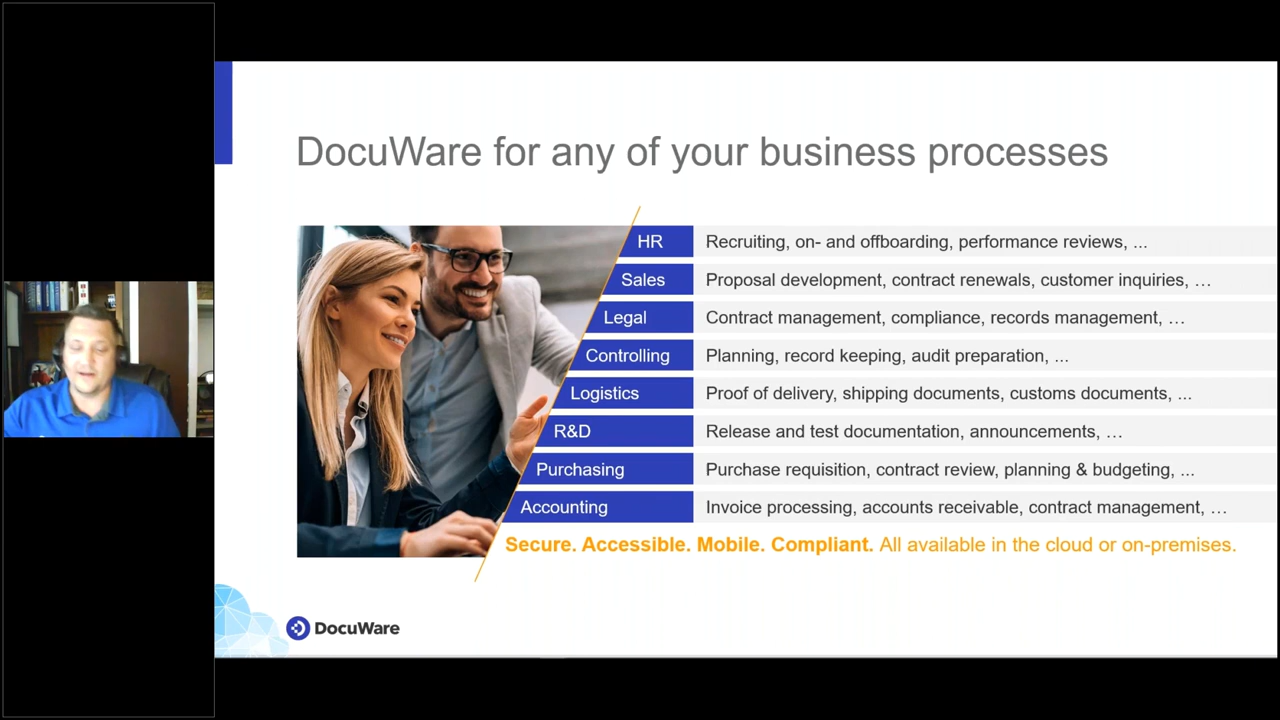 DocuWare for any of your business processes
HR Recruiting, on- and offboarding, performance reviews, ...
Sales Proposal development, contract renewals, customer inquiries, …
Legal Contract management, compliance, records management, …
Controlling Planning, record keeping, audit preparation, ...
Logistics Proof of delivery, shipping documents, customs documents, ...
R&D Release and test documentation, announcements, …
Purchasing Purchase requisition, contract review, planning & budgeting, ...
Accounting Invoice processing, accounts receivable, contract management, …
Secure. Accessible. Mobile. Compliant. All available in the cloud or on-premises.
DocuWare